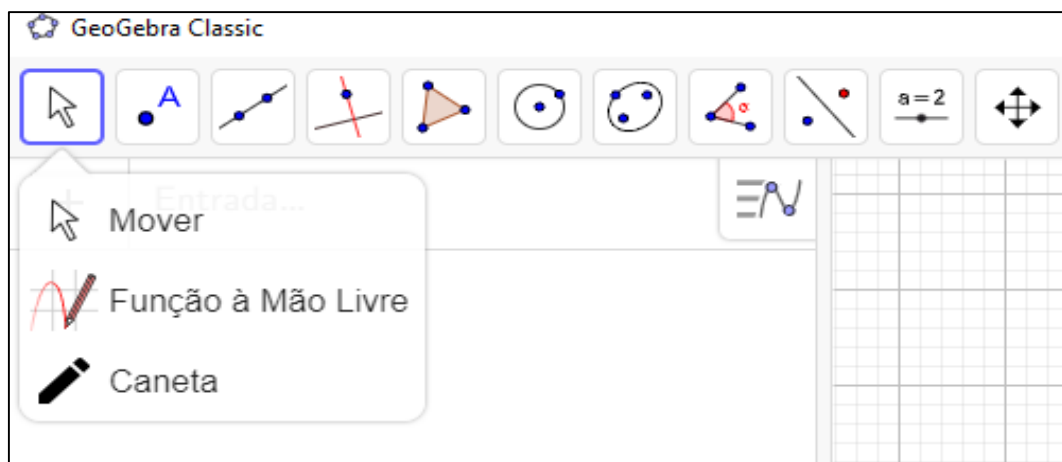 GeoGebra Classic
A
α
a=2
Entrada...
Mover
Função à Mão Livre
Caneta